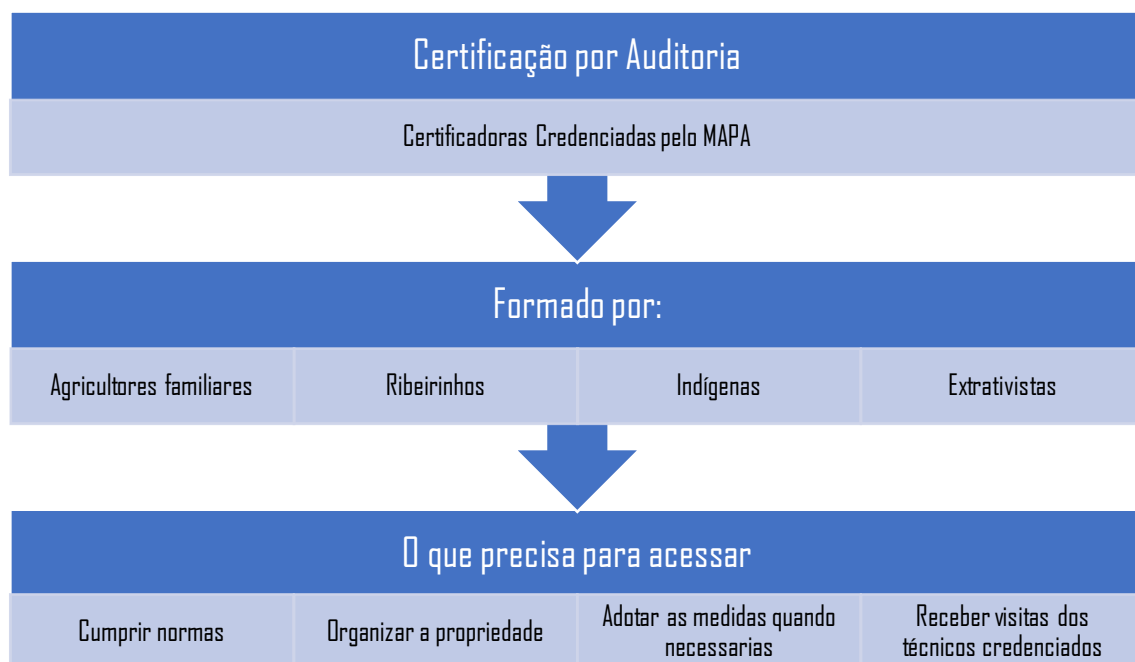 Certificação por Auditoria
Certificadoras Credenciadas pelo MAPA
Formado por:
Agricultores familiares
Ribeirinhos
Indígenas
Extrativistas
O que precisa para acessar
Cumprir normas
Organizar a propriedade
Adotar as medidas quando
necessarias
Receber visitas dos
técnicos credenciados